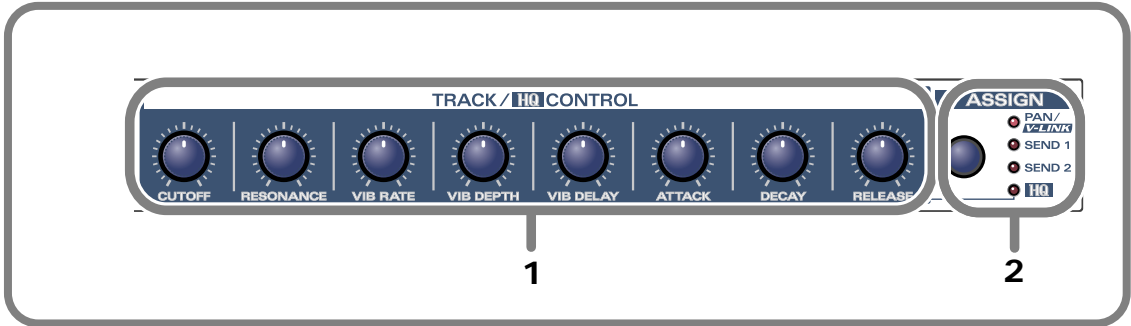 TRACK / HQ CONTROL
ASSIGN
PAN/
V-LINK
SEND 1
SEND 2
HQ
CUTOFF RESONANCE VIB RATE VIB DEPTH VIB DELAY ATTACK DECAY RELEASE
1
2